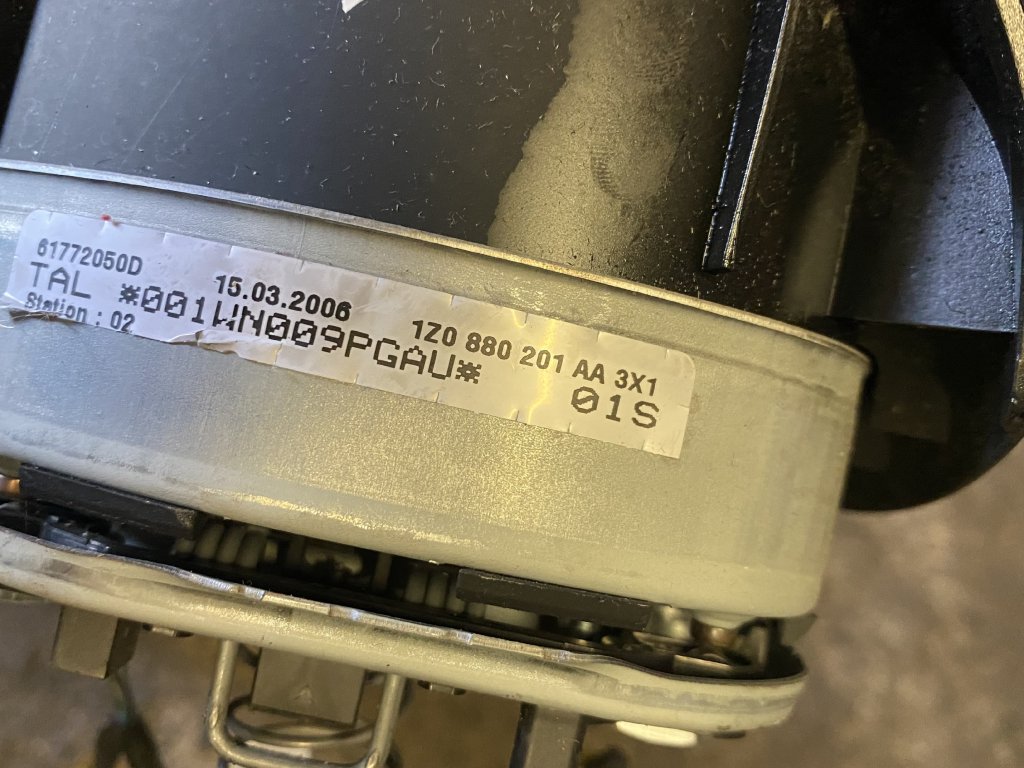 61772050D 15.03.2006 1Z0 880 201 AA 3X1
TAL *001WN009PGAU* 01S
Station : 02